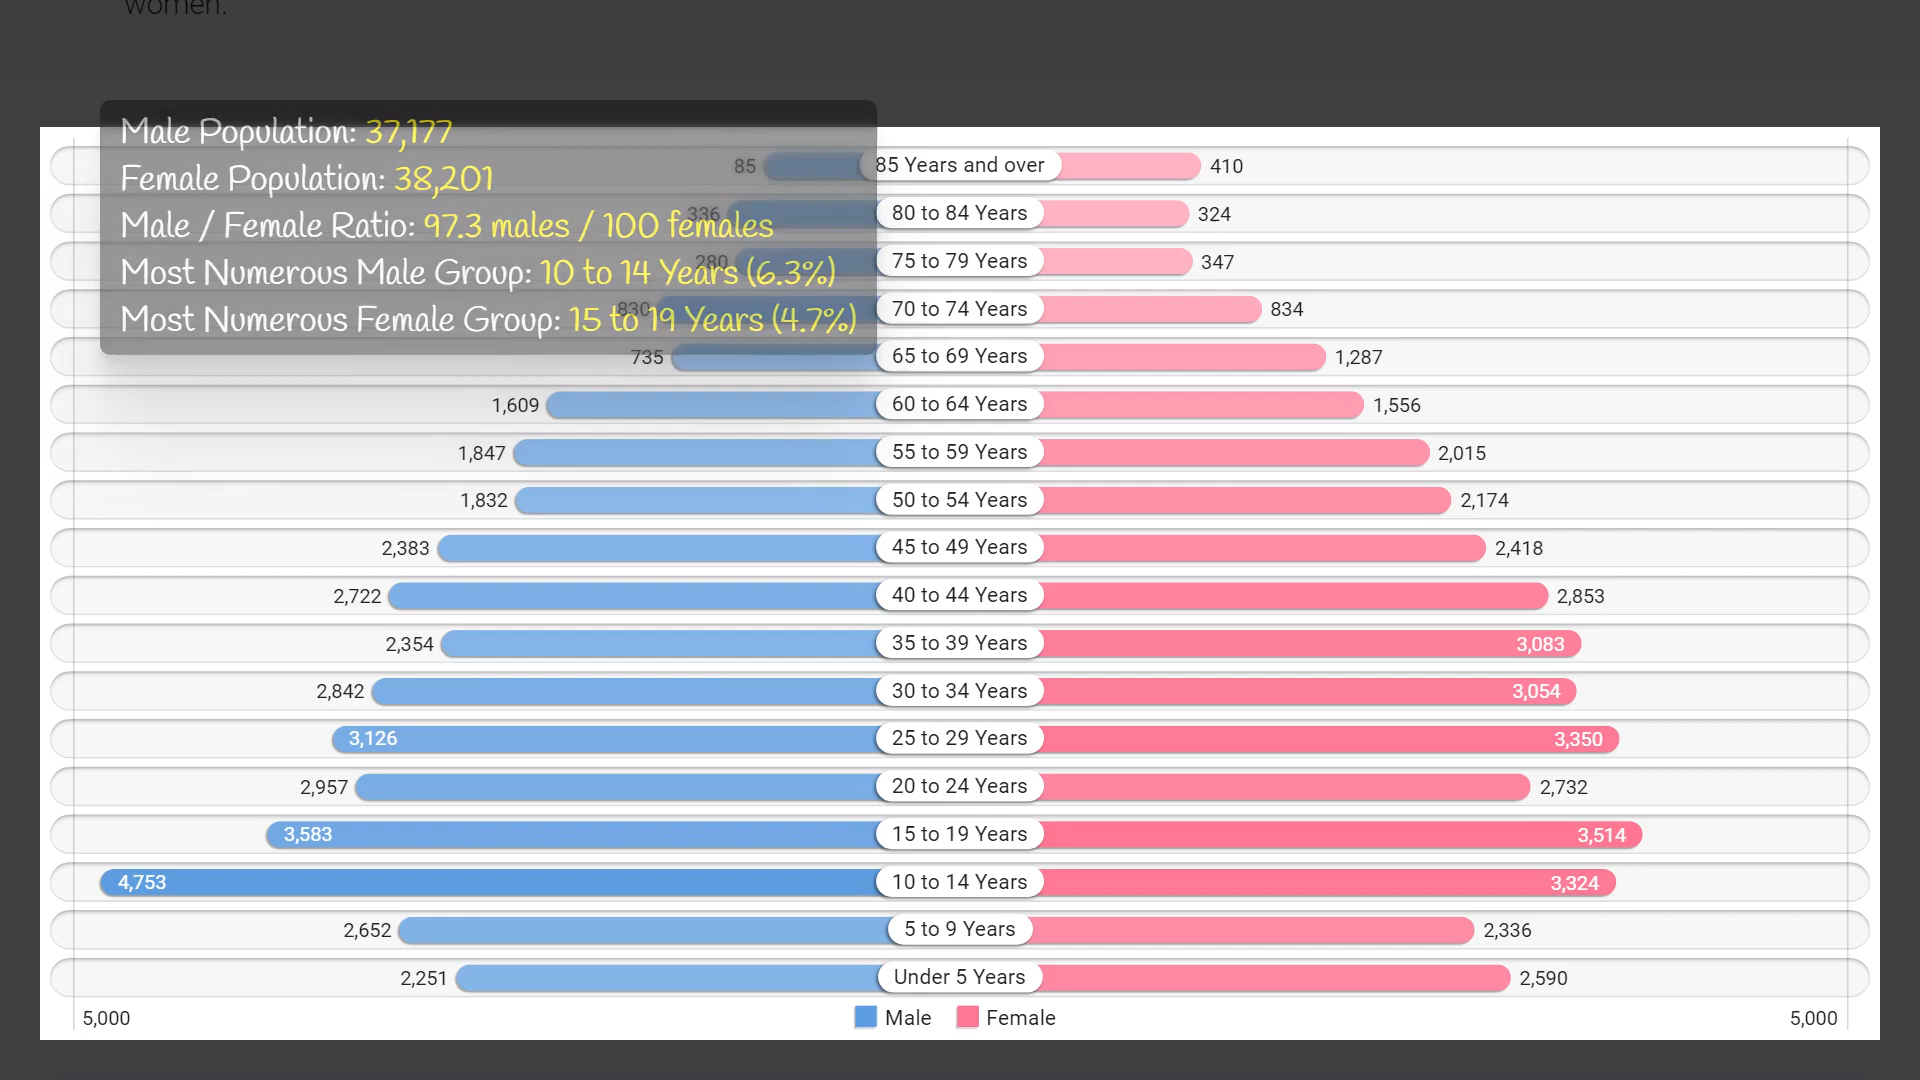 women.
Male Population: 37,177
Female Population: 38,201
Male / Female Ratio: 97.3 males / 100 females
Most Numerous Male Group: 10 to 14 Years (6.3%)
Most Numerous Female Group: 15 to 19 Years (4.7%)
85 85 Years and over 410
336 80 to 84 Years 324
280 75 to 79 Years 347
830 70 to 74 Years 834
735 65 to 69 Years 1,287
1,609 60 to 64 Years 1,556
1,847 55 to 59 Years 2,015
1,832 50 to 54 Years 2,174
2,383 45 to 49 Years 2,418
2,722 40 to 44 Years 2,853
2,354 35 to 39 Years 3,083
2,842 30 to 34 Years 3,054
3,126 25 to 29 Years 3,350
2,957 20 to 24 Years 2,732
3,583 15 to 19 Years 3,514
4,753 10 to 14 Years 3,324
2,652 5 to 9 Years 2,336
2,251 Under 5 Years 2,590
5,000 Male Female 5,000